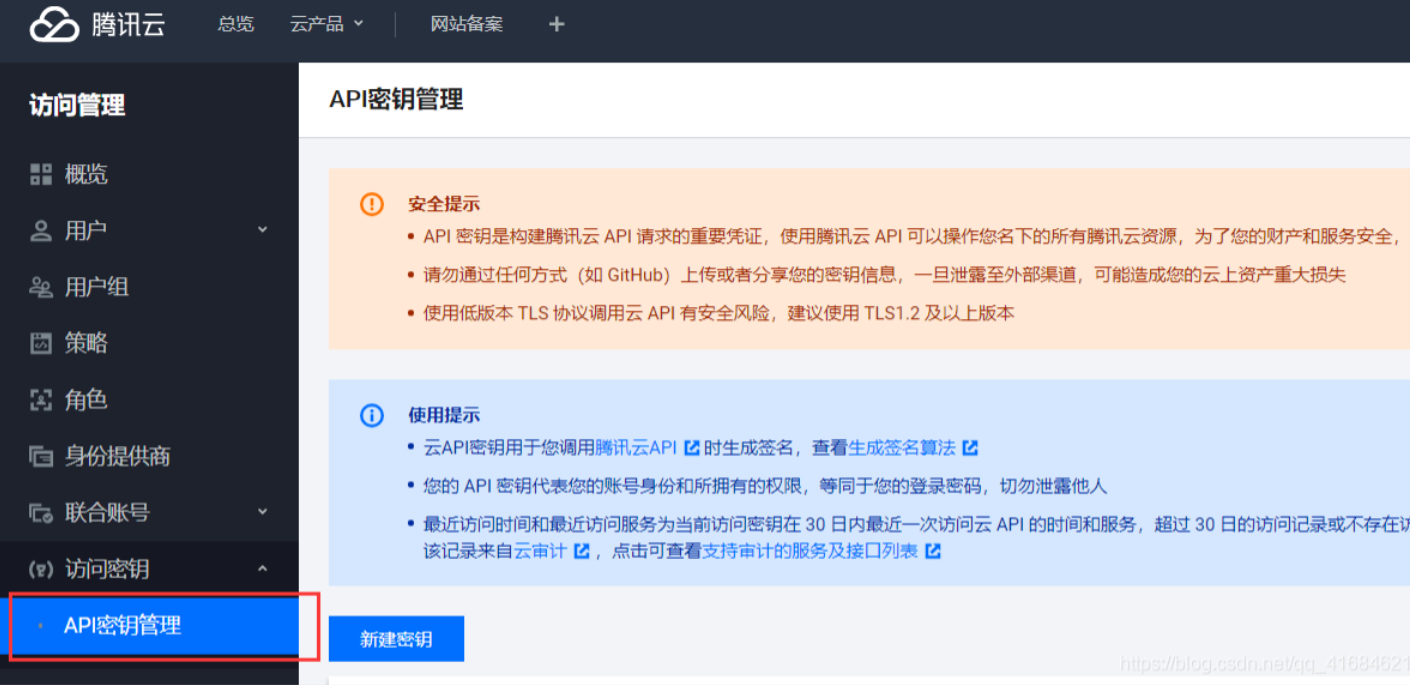 腾讯云 总览 云产品 网站备案 +
访问管理
API密钥管理
概览
用户
用户组
策略
角色
身份提供商
联合账号
访问密钥
API密钥管理
安全提示
• API 密钥是构建腾讯云 API 请求的重要凭证，使用腾讯云 API 可以操作您名下的所有腾讯云资源，为了您的财产和服务安全，
• 请勿通过任何方式（如 GitHub）上传或者分享您的密钥信息，一旦泄露至外部渠道，可能造成您的云上资产重大损失
• 使用低版本 TLS 协议调用云 API 有安全风险，建议使用 TLS1.2 及以上版本
使用提示
• 云API密钥用于您调用腾讯云API 时生成签名，查看生成签名算法
• 您的 API 密钥代表您的账号身份和所拥有的权限，等同于您的登录密码，切勿泄露他人
• 最近访问时间和最近访问服务为当前访问密钥在 30 日内最近一次访问云 API 的时间和服务，超过 30 日的访问记录或不存在访
该记录来自云审计 ，点击可查看支持审计的服务及接口列表
新建密钥
https://blog.csdn.net/qq_41684621